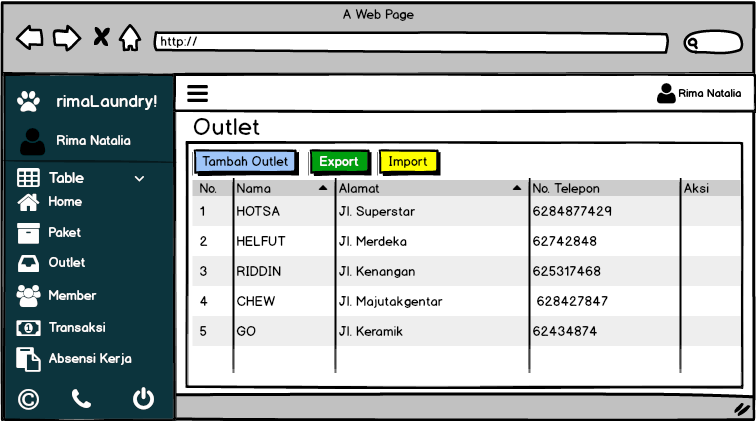 A Web Page
http://
rimaLaundry!
Rima Natalia
Table
Home
Paket
Outlet
Member
Transaksi
Absensi Kerja
Rima Natalia
Outlet
Tambah Outlet Export Import
No. Nama Alamat No. Telepon Aksi
1 HOTSA Jl. Superstar 6284877429
2 HELFUT Jl. Merdeka 62742848
3 RIDDIN Jl. Kenangan 625317468
4 CHEW Jl. Majutakgentar 628427847
5 GO Jl. Keramik 62434874